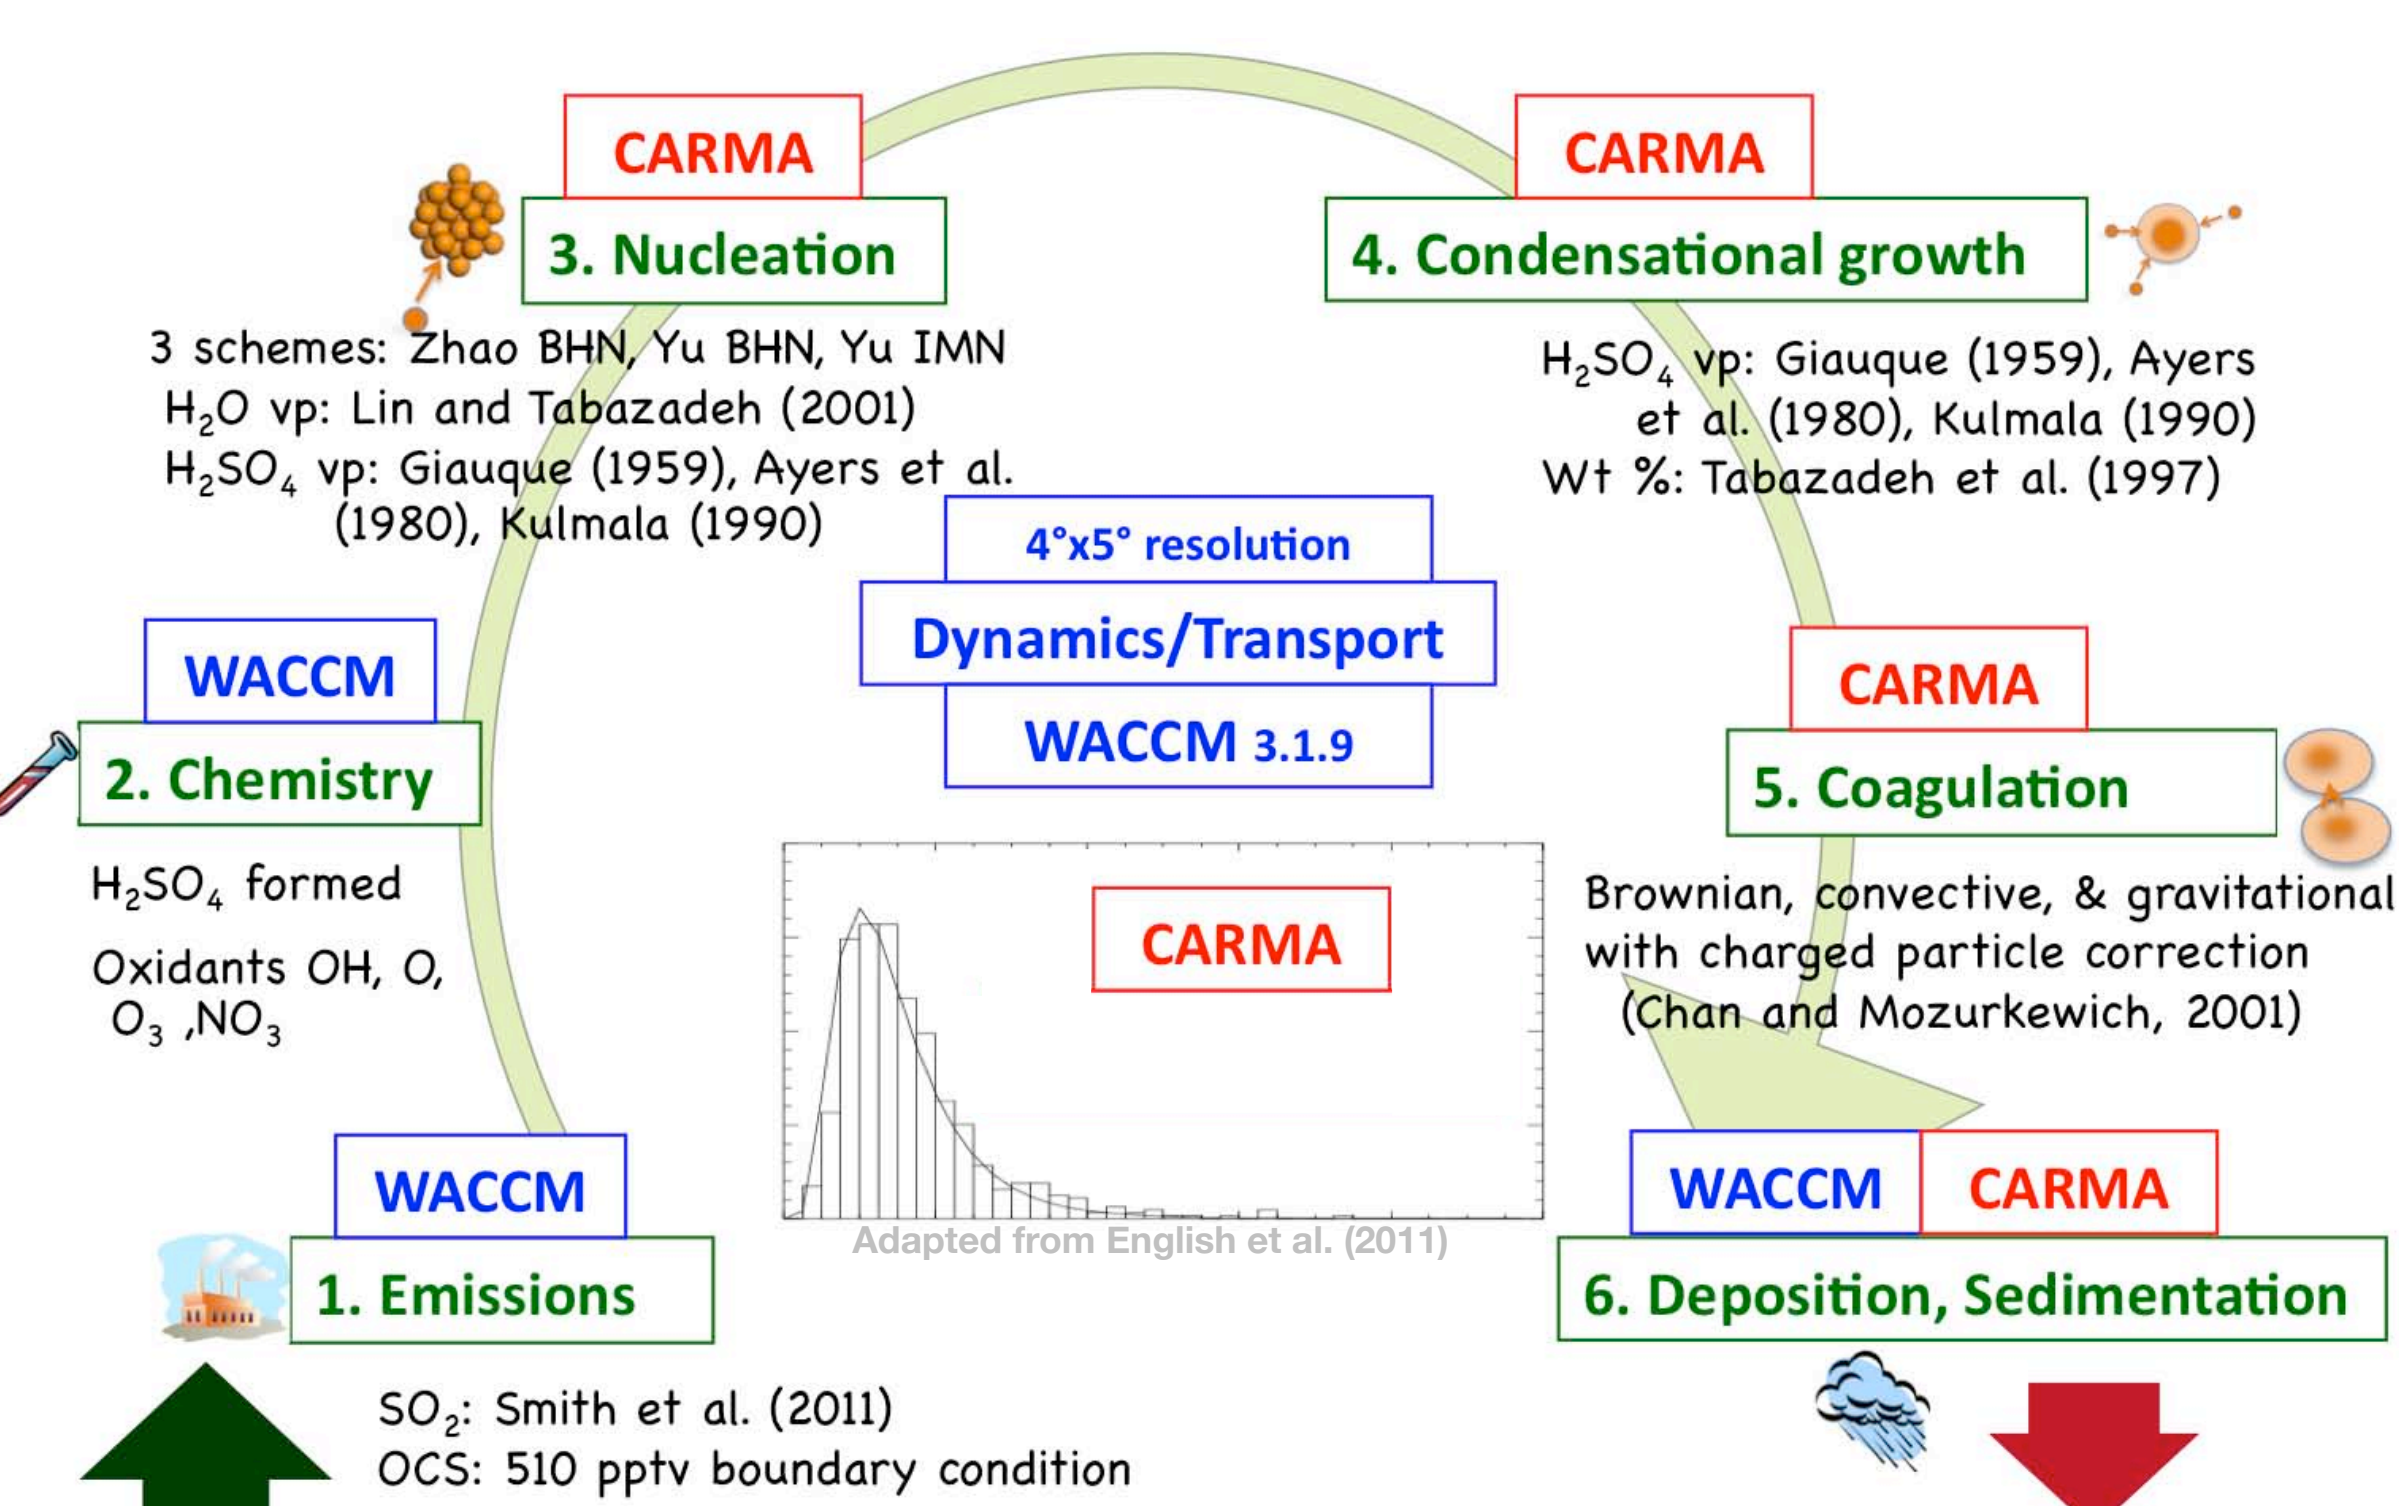 CARMA
3. Nucleation
3 schemes: Zhao BHN, Yu BHN, Yu IMN
H₂O vp: Lin and Tabazadeh (2001)
H₂SO₄ vp: Giauque (1959), Ayers et al.
(1980), Kulmala (1990)
CARMA
4. Condensational growth
H₂SO₄ vp: Giauque (1959), Ayers
et al. (1980), Kulmala (1990)
Wt %: Tabazadeh et al. (1997)
4°x5° resolution
Dynamics/Transport
WACCM 3.1.9
WACCM
2. Chemistry
H₂SO₄ formed
Oxidants OH, O,
O₃ ,NO₃
CARMA
CARMA
5. Coagulation
Brownian, convective, & gravitational
with charged particle correction
(Chan and Mozurkewich, 2001)
WACCM
1. Emissions
SO₂: Smith et al. (2011)
OCS: 510 pptv boundary condition
Adapted from English et al. (2011)
WACCM CARMA
6. Deposition, Sedimentation